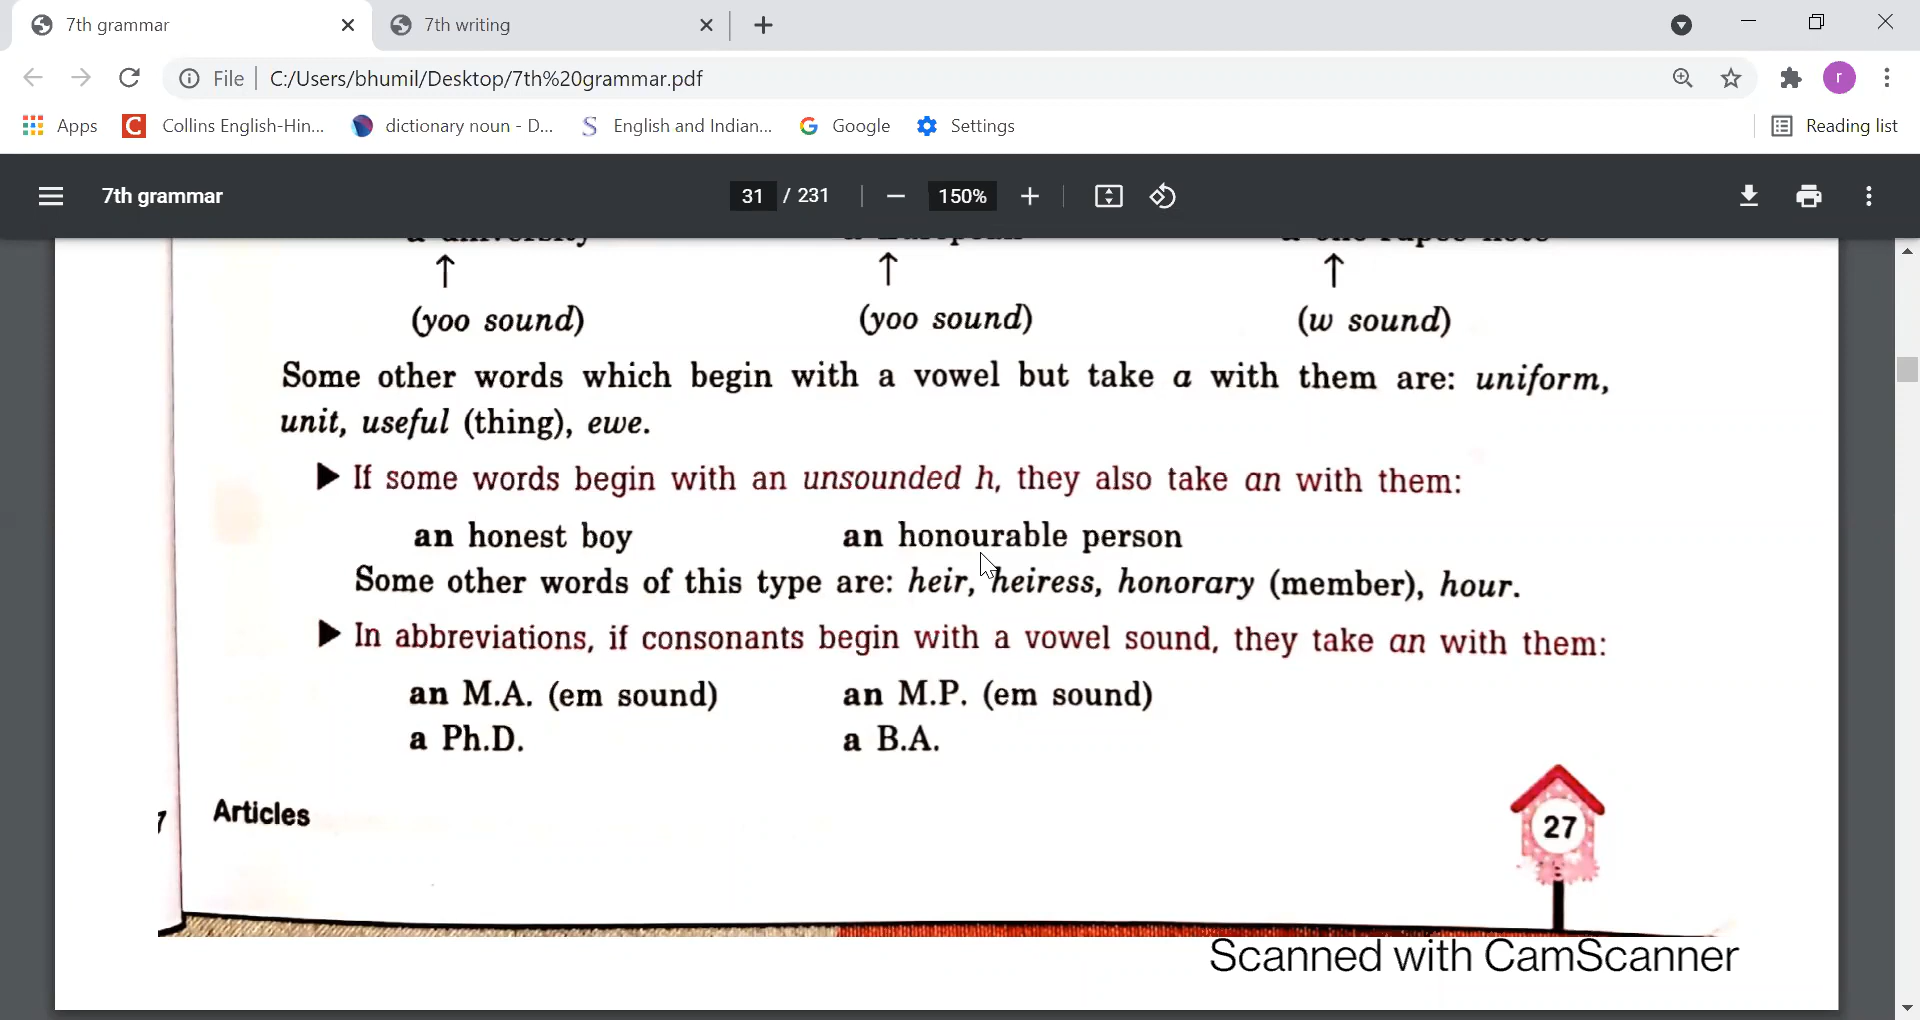 7th grammar
7th writing
File
C:/Users/bhumil/Desktop/7th%20grammar.pdf
r
Apps
Collins English-Hin...
dictionary noun - D...
English and Indian...
Google
Settings
Reading list
7th grammar
31 / 231
150%
a university a European a one-rupee note
(yoo sound) (yoo sound) (w sound)
Some other words which begin with a vowel but take a with them are: uniform,
unit, useful (thing), ewe.
If some words begin with an unsounded h, they also take an with them:
an honest boy an honourable person
Some other words of this type are: heir, heiress, honorary (member), hour.
In abbreviations, if consonants begin with a vowel sound, they take an with them:
an M.A. (em sound) an M.P. (em sound)
a Ph.D. a B.A.
Articles
27
Scanned with CamScanner